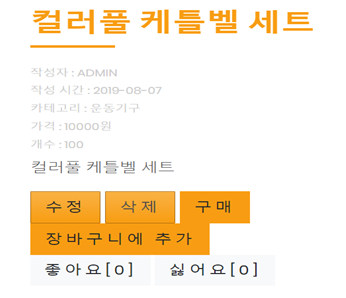 컬러풀 케틀벨 세트
작성자 : ADMIN
작성 시간 : 2019-08-07
카테고리 : 운동기구
가격 : 10000원
개수 : 100
컬러풀 케틀벨 세트
수정 삭제 구매
장바구니에 추가
좋아요[0] 싫어요[0]